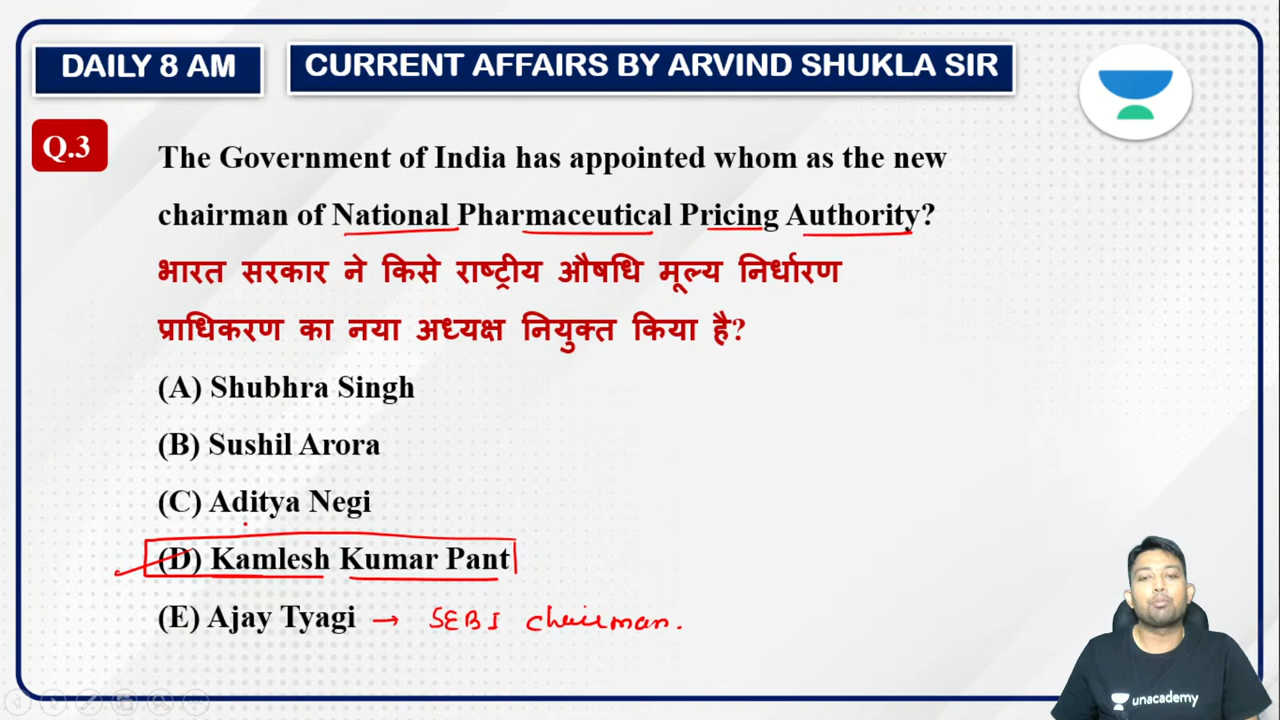 DAILY 8 AM
CURRENT AFFAIRS BY ARVIND SHUKLA SIR
Q.3
The Government of India has appointed whom as the new
chairman of National Pharmaceutical Pricing Authority?
भारत सरकार ने किसे राष्ट्रीय औषधि मूल्य निर्धारण
प्राधिकरण का नया अध्यक्ष नियुक्त किया है?
(A) Shubhra Singh
(B) Sushil Arora
(C) Aditya Negi
(D) Kamlesh Kumar Pant
(E) Ajay Tyagi → SEBI chairman.
unacademy